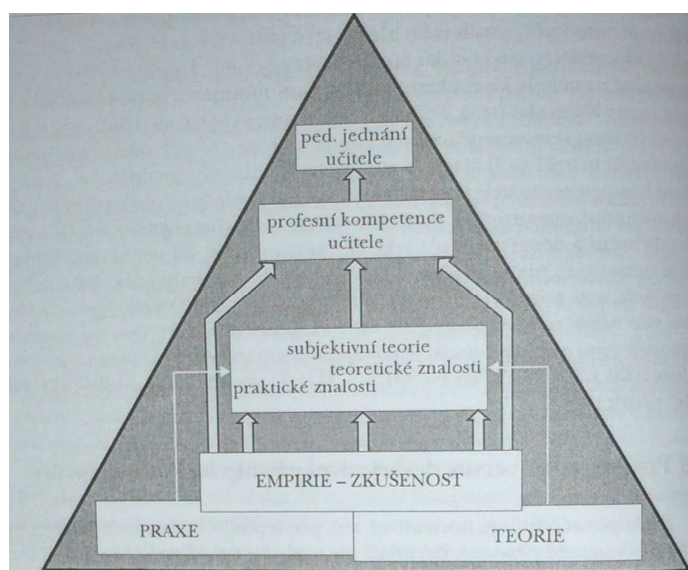 ped. jednání
učitele
profesní kompetence
učitele
subjektivní teorie
teoretické znalosti
praktické znalosti
EMPIRIE – ZKUŠENOST
PRAXE
TEORIE